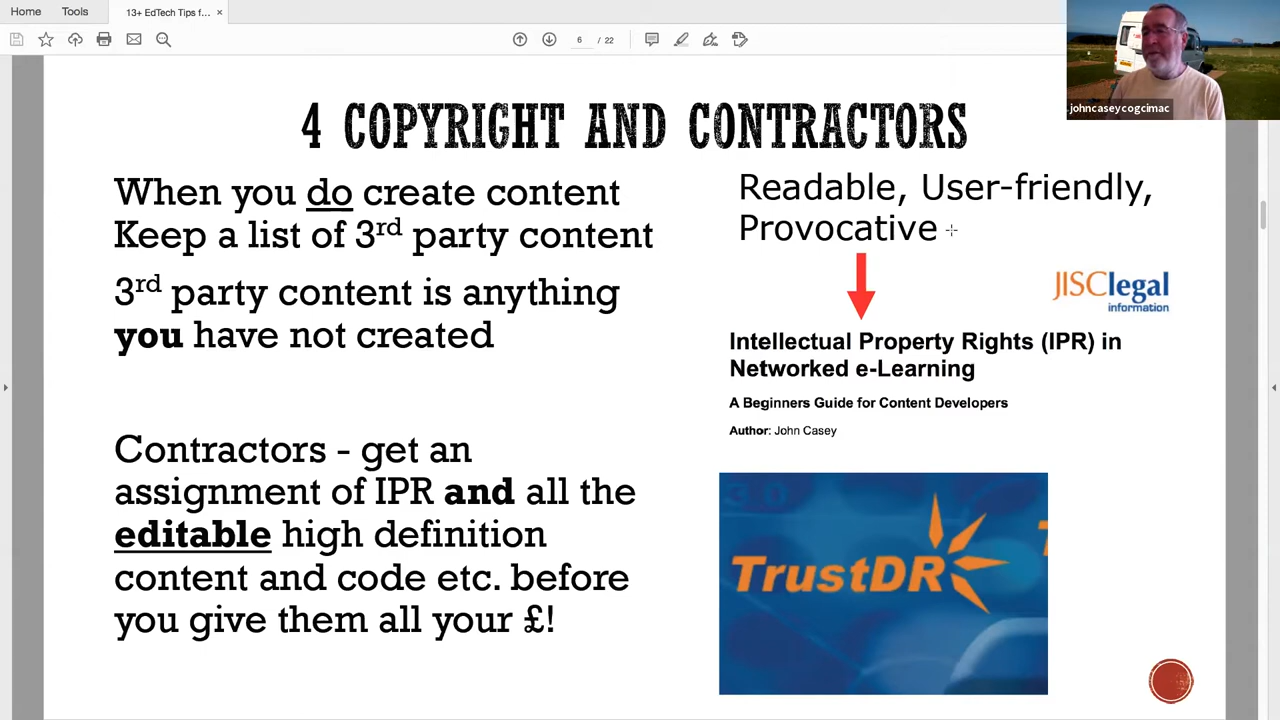 Home Tools 13+ EdTech Tips f... ×
6 / 22
johncasey cogcimac
4 COPYRIGHT AND CONTRACTORS
When you do create content
Keep a list of 3rd party content
3rd party content is anything
you have not created
Contractors - get an
assignment of IPR and all the
editable high definition
content and code etc. before
you give them all your £!
Readable, User-friendly,
Provocative
JISClegal
information
Intellectual Property Rights (IPR) in
Networked e-Learning
A Beginners Guide for Content Developers
Author: John Casey
TrustDR